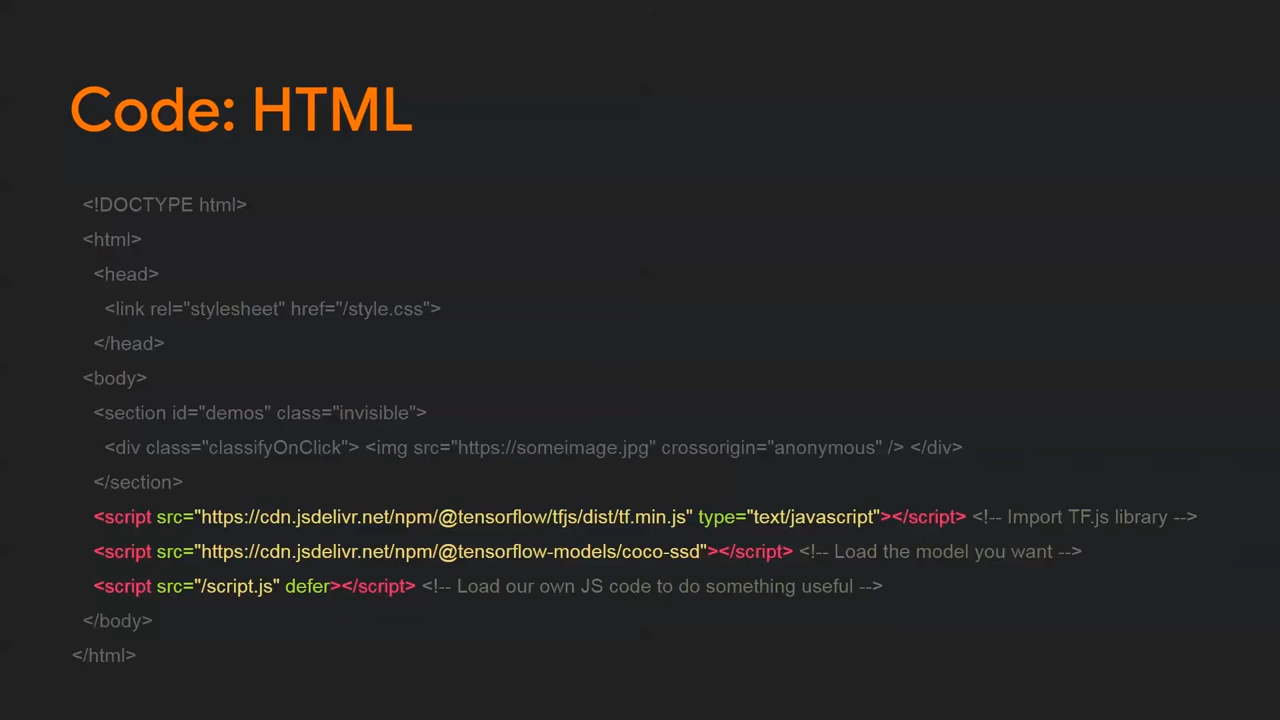 Code: HTML
<!DOCTYPE html>
<html>
<head>
<link rel="stylesheet" href="/style.css">
</head>
<body>
<section id="demos" class="invisible">
<div class="classifyOnClick"> <img src="https://someimage.jpg" crossorigin="anonymous" /> </div>
</section>
<script src="https://cdn.jsdelivr.net/npm/@tensorflow/tfjs/dist/tf.min.js" type="text/javascript"></script> <!-- Import TF.js library -->
<script src="https://cdn.jsdelivr.net/npm/@tensorflow-models/coco-ssd"></script> <!-- Load the model you want -->
<script src="/script.js" defer></script> <!-- Load our own JS code to do something useful -->
</body>
</html>